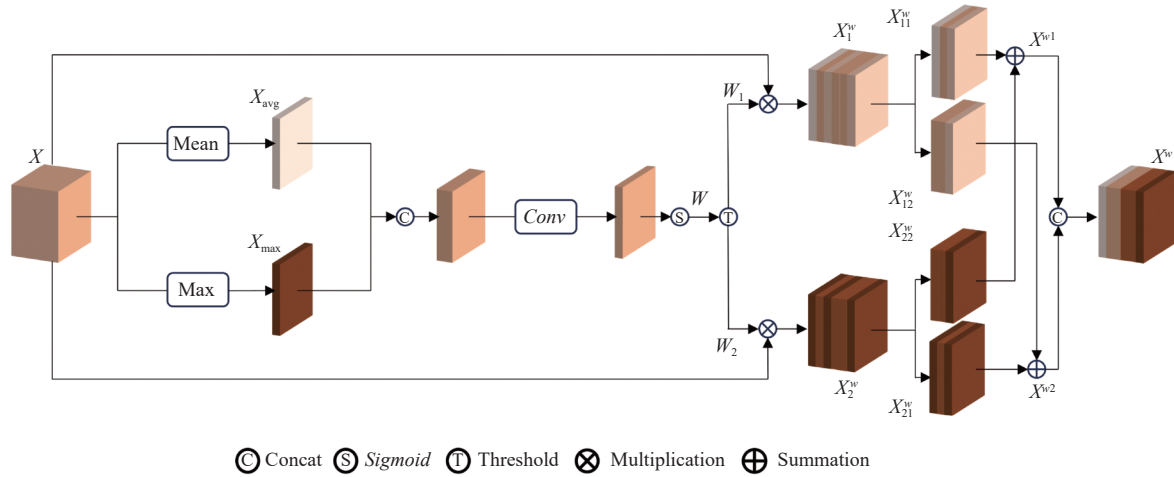 X
X_avg
Mean
X_max
Max
C
Conv
S
W
T
W_1
W_2
X_1^w
X_2^w
X_11^w
X_12^w
X_22^w
X_21^w
X^w1
X^w2
C
X^w
C Concat S Sigmoid T Threshold Multiplication Summation